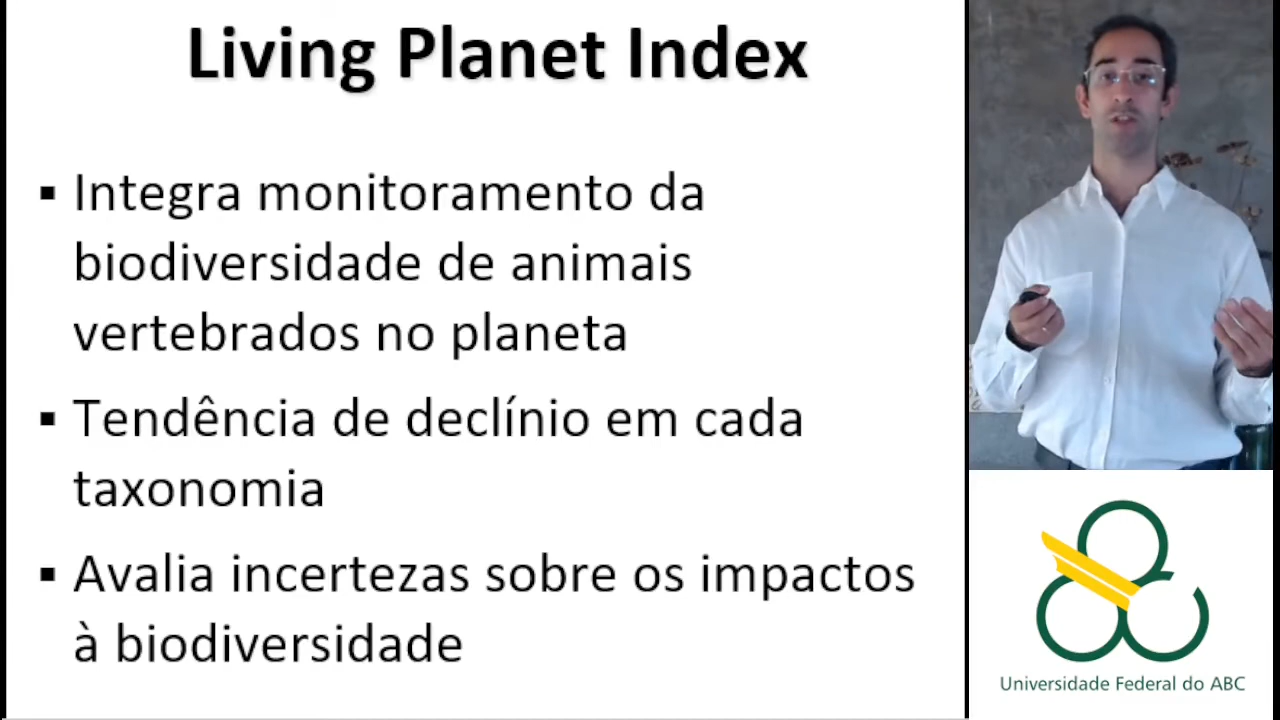 Living Planet Index
▪ Integra monitoramento da
biodiversidade de animais
vertebrados no planeta
▪ Tendência de declínio em cada
taxonomia
▪ Avalia incertezas sobre os impactos
à biodiversidade
Universidade Federal do ABC